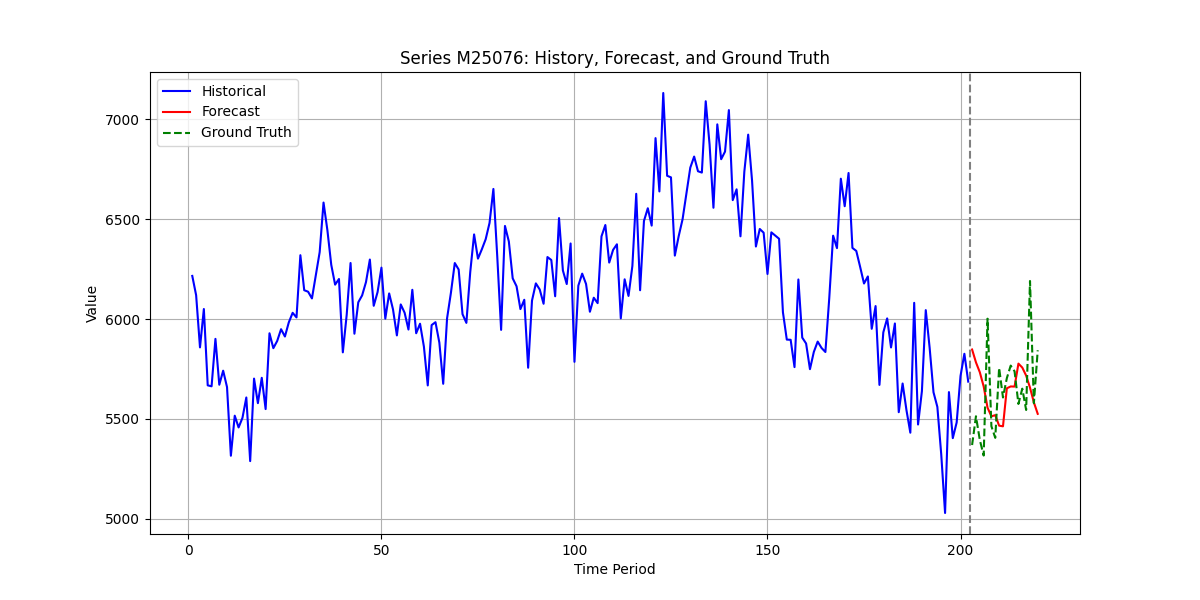 Series M25076: History, Forecast, and Ground Truth
Historical
Forecast
Ground Truth
7000
6500
6000
5500
5000
Value
0
50
100
150
200
Time Period